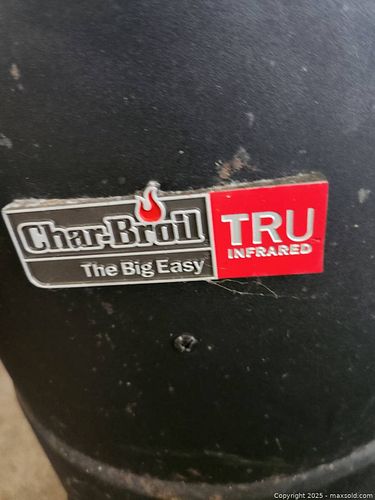 Char-Broil
The Big Easy
TRU
INFRARED
Copyright 2025 - maxsold.com